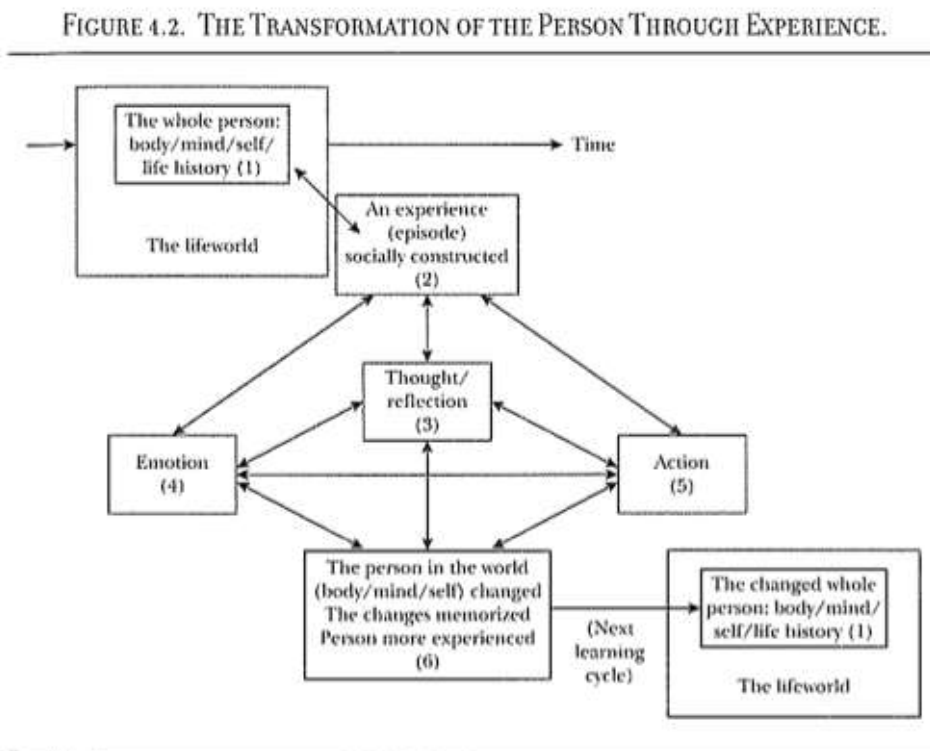 FIGURE 4.2. THE TRANSFORMATION OF THE PERSON THROUGH EXPERIENCE.
The whole person:
body/mind/self/
life history (1)
Time
The lifeworld
An experience
(episode)
socially constructed
(2)
Thought/
reflection
(3)
Emotion
(4)
Action
(5)
The person in the world
(body/mind/self) changed
The changes memorized
Person more experienced
(6)
(Next
learning
cycle)
The changed whole
person: body/mind/
self/life history (1)
The lifeworld